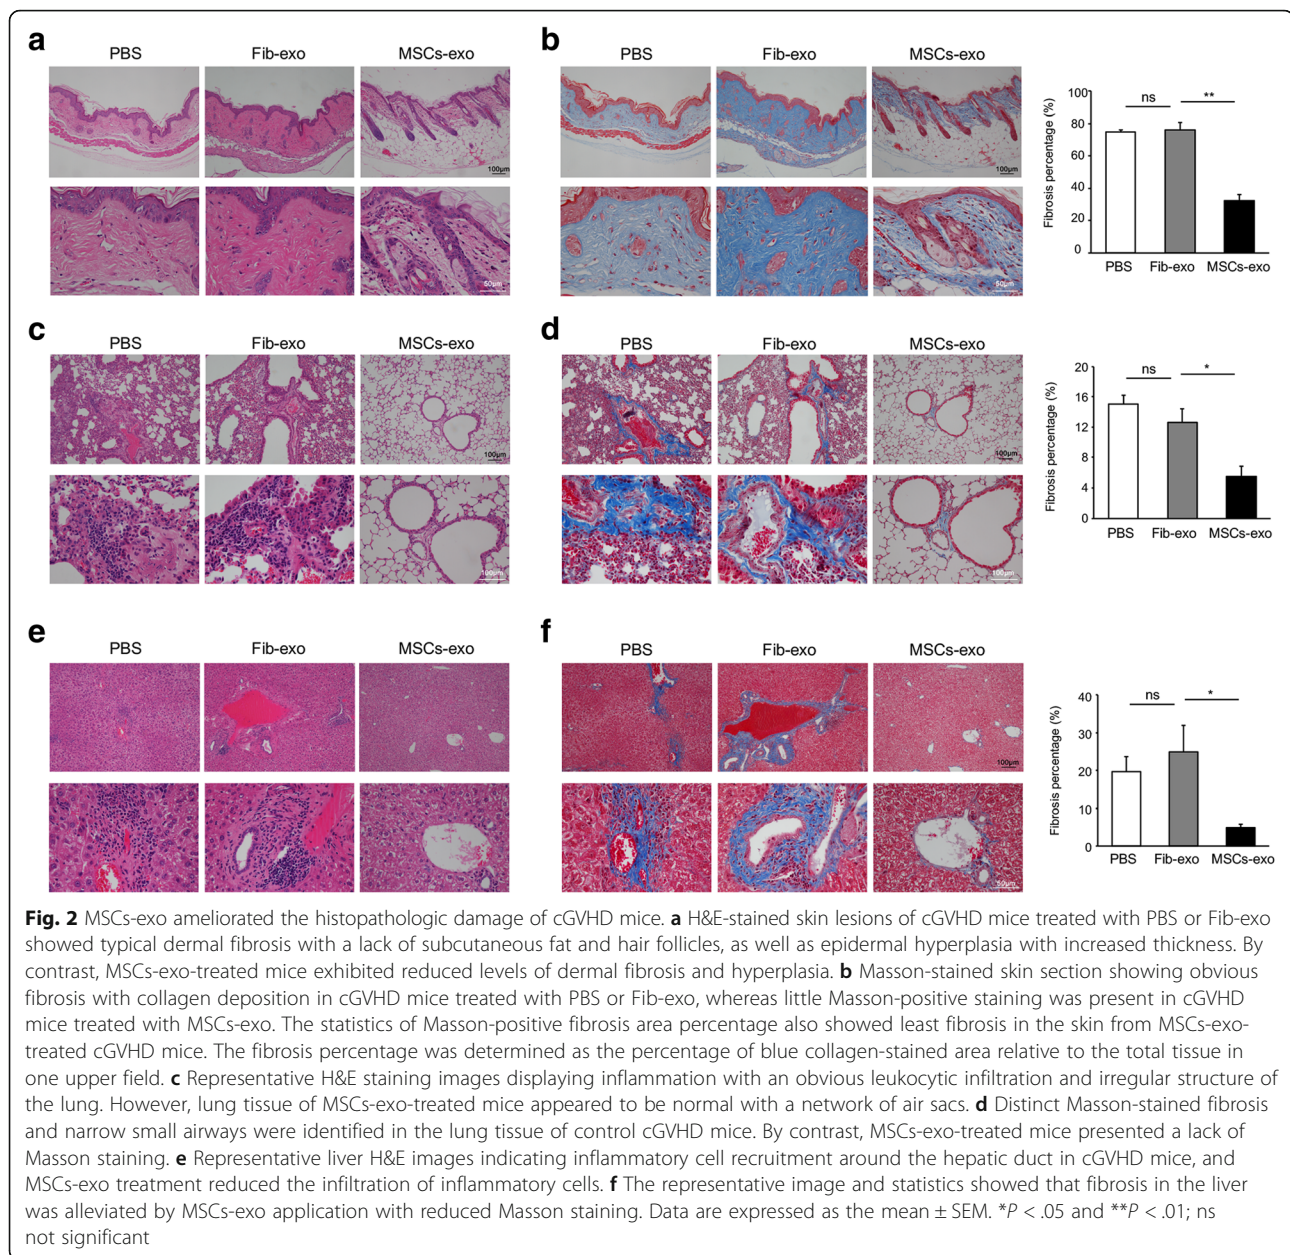 a
PBS Fib-exo MSCs-exo
100µm
50µm
b
PBS Fib-exo MSCs-exo
100µm
50µm
Fibrosis percentage (%)
100
80
60
40
20
0
ns **
PBS Fib-exo MSCs-exo
c
PBS Fib-exo MSCs-exo
100µm
100µm
d
PBS Fib-exo MSCs-exo
100µm
100µm
Fibrosis percentage (%)
16
12
8
4
0
ns *
PBS Fib-exo MSCs-exo
e
PBS Fib-exo MSCs-exo
f
PBS Fib-exo MSCs-exo
100µm
50µm
Fibrosis percentage (%)
40
30
20
10
0
ns *
PBS Fib-exo MSCs-exo
Fig. 2 MSCs-exo ameliorated the histopathologic damage of cGVHD mice. a H&E-stained skin lesions of cGVHD mice treated with PBS or Fib-exo
showed typical dermal fibrosis with a lack of subcutaneous fat and hair follicles, as well as epidermal hyperplasia with increased thickness. By
contrast, MSCs-exo-treated mice exhibited reduced levels of dermal fibrosis and hyperplasia. b Masson-stained skin section showing obvious
fibrosis with collagen deposition in cGVHD mice treated with PBS or Fib-exo, whereas little Masson-positive staining was present in cGVHD
mice treated with MSCs-exo. The statistics of Masson-positive fibrosis area percentage also showed least fibrosis in the skin from MSCs-exo-
treated cGVHD mice. The fibrosis percentage was determined as the percentage of blue collagen-stained area relative to the total tissue in
one upper field. c Representative H&E staining images displaying inflammation with an obvious leukocytic infiltration and irregular structure of
the lung. However, lung tissue of MSCs-exo-treated mice appeared to be normal with a network of air sacs. d Distinct Masson-stained fibrosis
and narrow small airways were identified in the lung tissue of control cGVHD mice. By contrast, MSCs-exo-treated mice presented a lack of
Masson staining. e Representative liver H&E images indicating inflammatory cell recruitment around the hepatic duct in cGVHD mice, and
MSCs-exo treatment reduced the infiltration of inflammatory cells. f The representative image and statistics showed that fibrosis in the liver
was alleviated by MSCs-exo application with reduced Masson staining. Data are expressed as the mean ± SEM. *P < .05 and **P < .01; ns
not significant